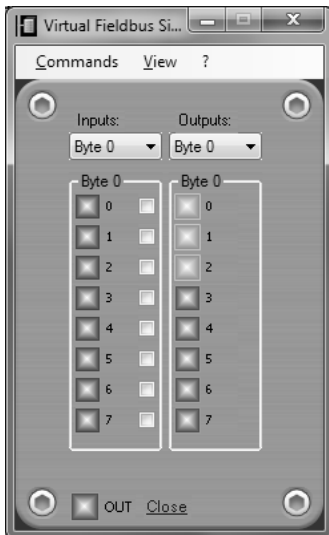 Virtual Fieldbus Si...
Commands View ?
Inputs: Outputs:
Byte 0 Byte 0
Byte 0 Byte 0
0 0
1 1
2 2
3 3
4 4
5 5
6 6
7 7
OUT Close